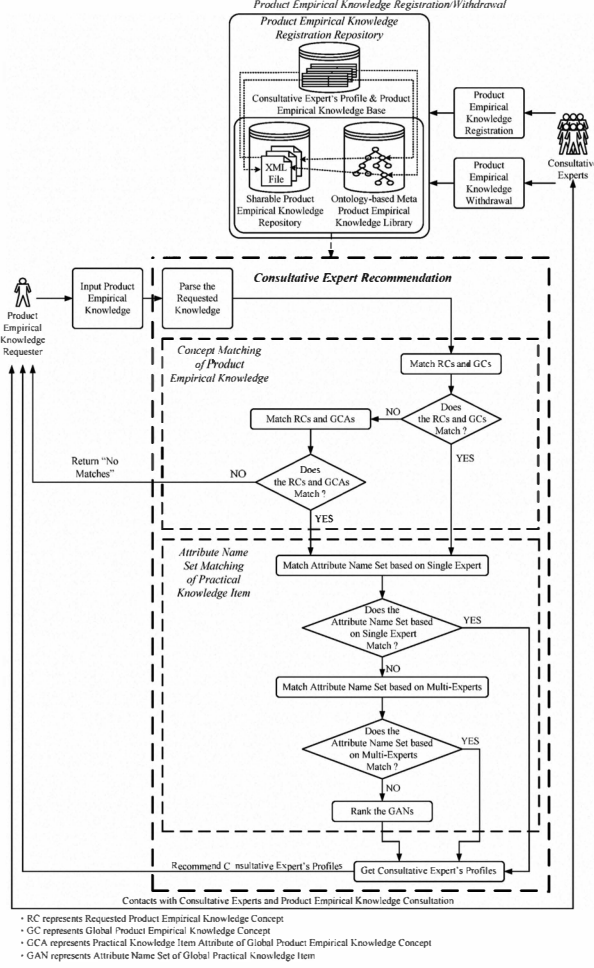 Product Empirical Knowledge Registration/Withdrawal
Product Empirical Knowledge
Registration Repository
Consultative Expert's Profile & Product
Empirical Knowledge Base
XML
File
Sharable Product
Empirical Knowledge
Repository
Ontology-based Meta
Product Empirical
Knowledge Library
Product
Empirical
Knowledge
Registration
Product
Empirical
Knowledge
Withdrawal
Consultative
Experts
Consultative Expert Recommendation
Product
Empirical
Knowledge
Requester
Input Product
Empirical
Knowledge
Parse the
Requested
Knowledge
Concept Matching
of Product
Empirical Knowledge
Match RCs and GCs
Does
the RCs and GCs
Match ?
NO
YES
Match RCs and GCAs
Does
the RCs and GCAs
Match ?
NO
YES
Return "No
Matches"
Attribute Name
Set Matching
of Practical
Knowledge Item
Match Attribute Name Set based on Single Expert
Does the
Attribute Name Set based
on Single Expert
Match ?
YES
NO
Match Attribute Name Set based on Multi-Experts
Does the
Attribute Name Set based
on Multi-Experts
Match ?
YES
NO
Rank the GANs
Get Consultative Expert's Profiles
Recommend Consultative Expert's Profiles
Contacts with Consultative Experts and Product Empirical Knowledge Consultation
• RC represents Requested Product Empirical Knowledge Concept
• GC represents Global Product Empirical Knowledge Concept
• GCA represents Practical Knowledge Item Attribute of Global Product Empirical Knowledge Concept
• GAN represents Attribute Name Set of Global Practical Knowledge Item